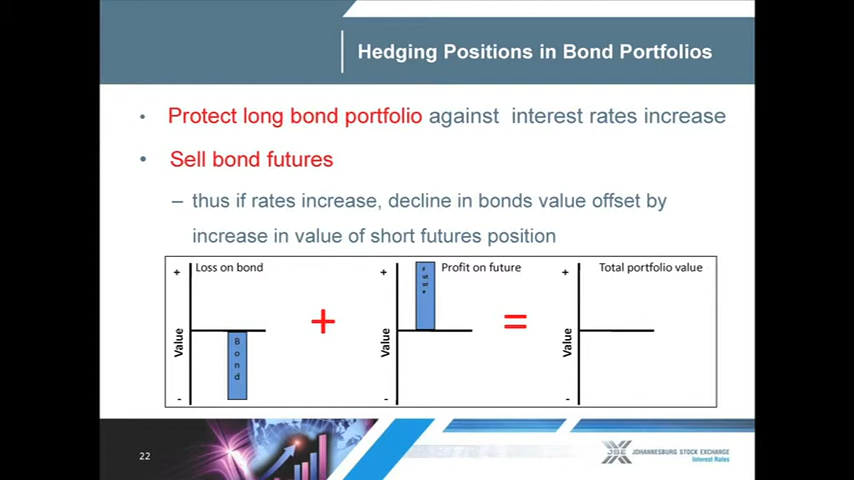 Hedging Positions in Bond Portfolios
• Protect long bond portfolio against interest rates increase
• Sell bond futures
– thus if rates increase, decline in bonds value offset by
increase in value of short futures position
Loss on bond
+
Value
-
Bond
+
Profit on future
+
Value
-
=
Total portfolio value
+
Value
-
22
JSE
JOHANNESBURG STOCK EXCHANGE
Interest Rates